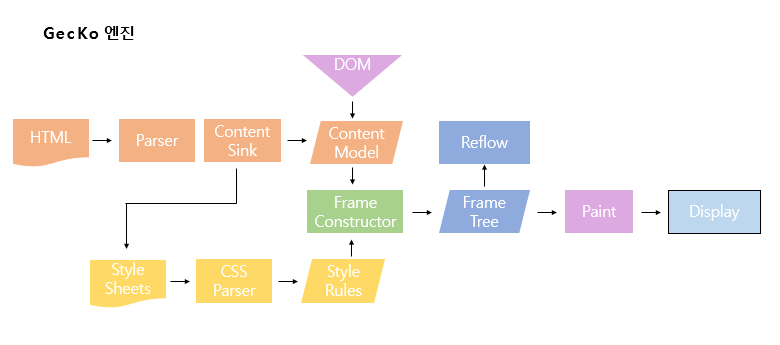 GecKo 엔진
DOM
HTML
Parser
Content
Sink
Content
Model
Reflow
Frame
Constructor
Frame
Tree
Paint
Display
Style
Sheets
CSS
Parser
Style
Rules